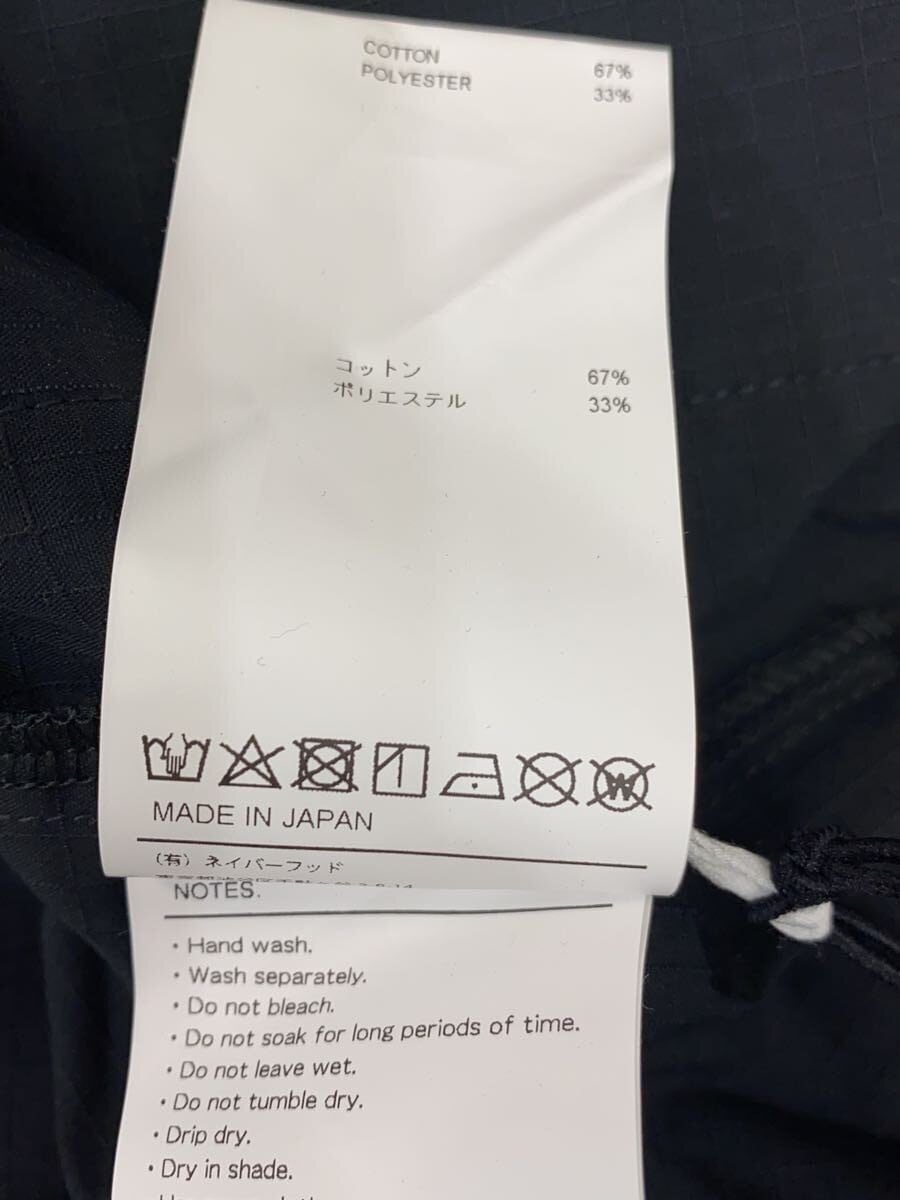 COTTON 67%
POLYESTER 33%
コットン 67%
ポリエステル 33%
W
MADE IN JAPAN
(有) ネイバーフッド
NOTES.
・Hand wash.
・Wash separately.
・Do not bleach.
・Do not soak for long periods of time.
・Do not leave wet.
・Do not tumble dry.
・Drip dry.
・Dry in shade.